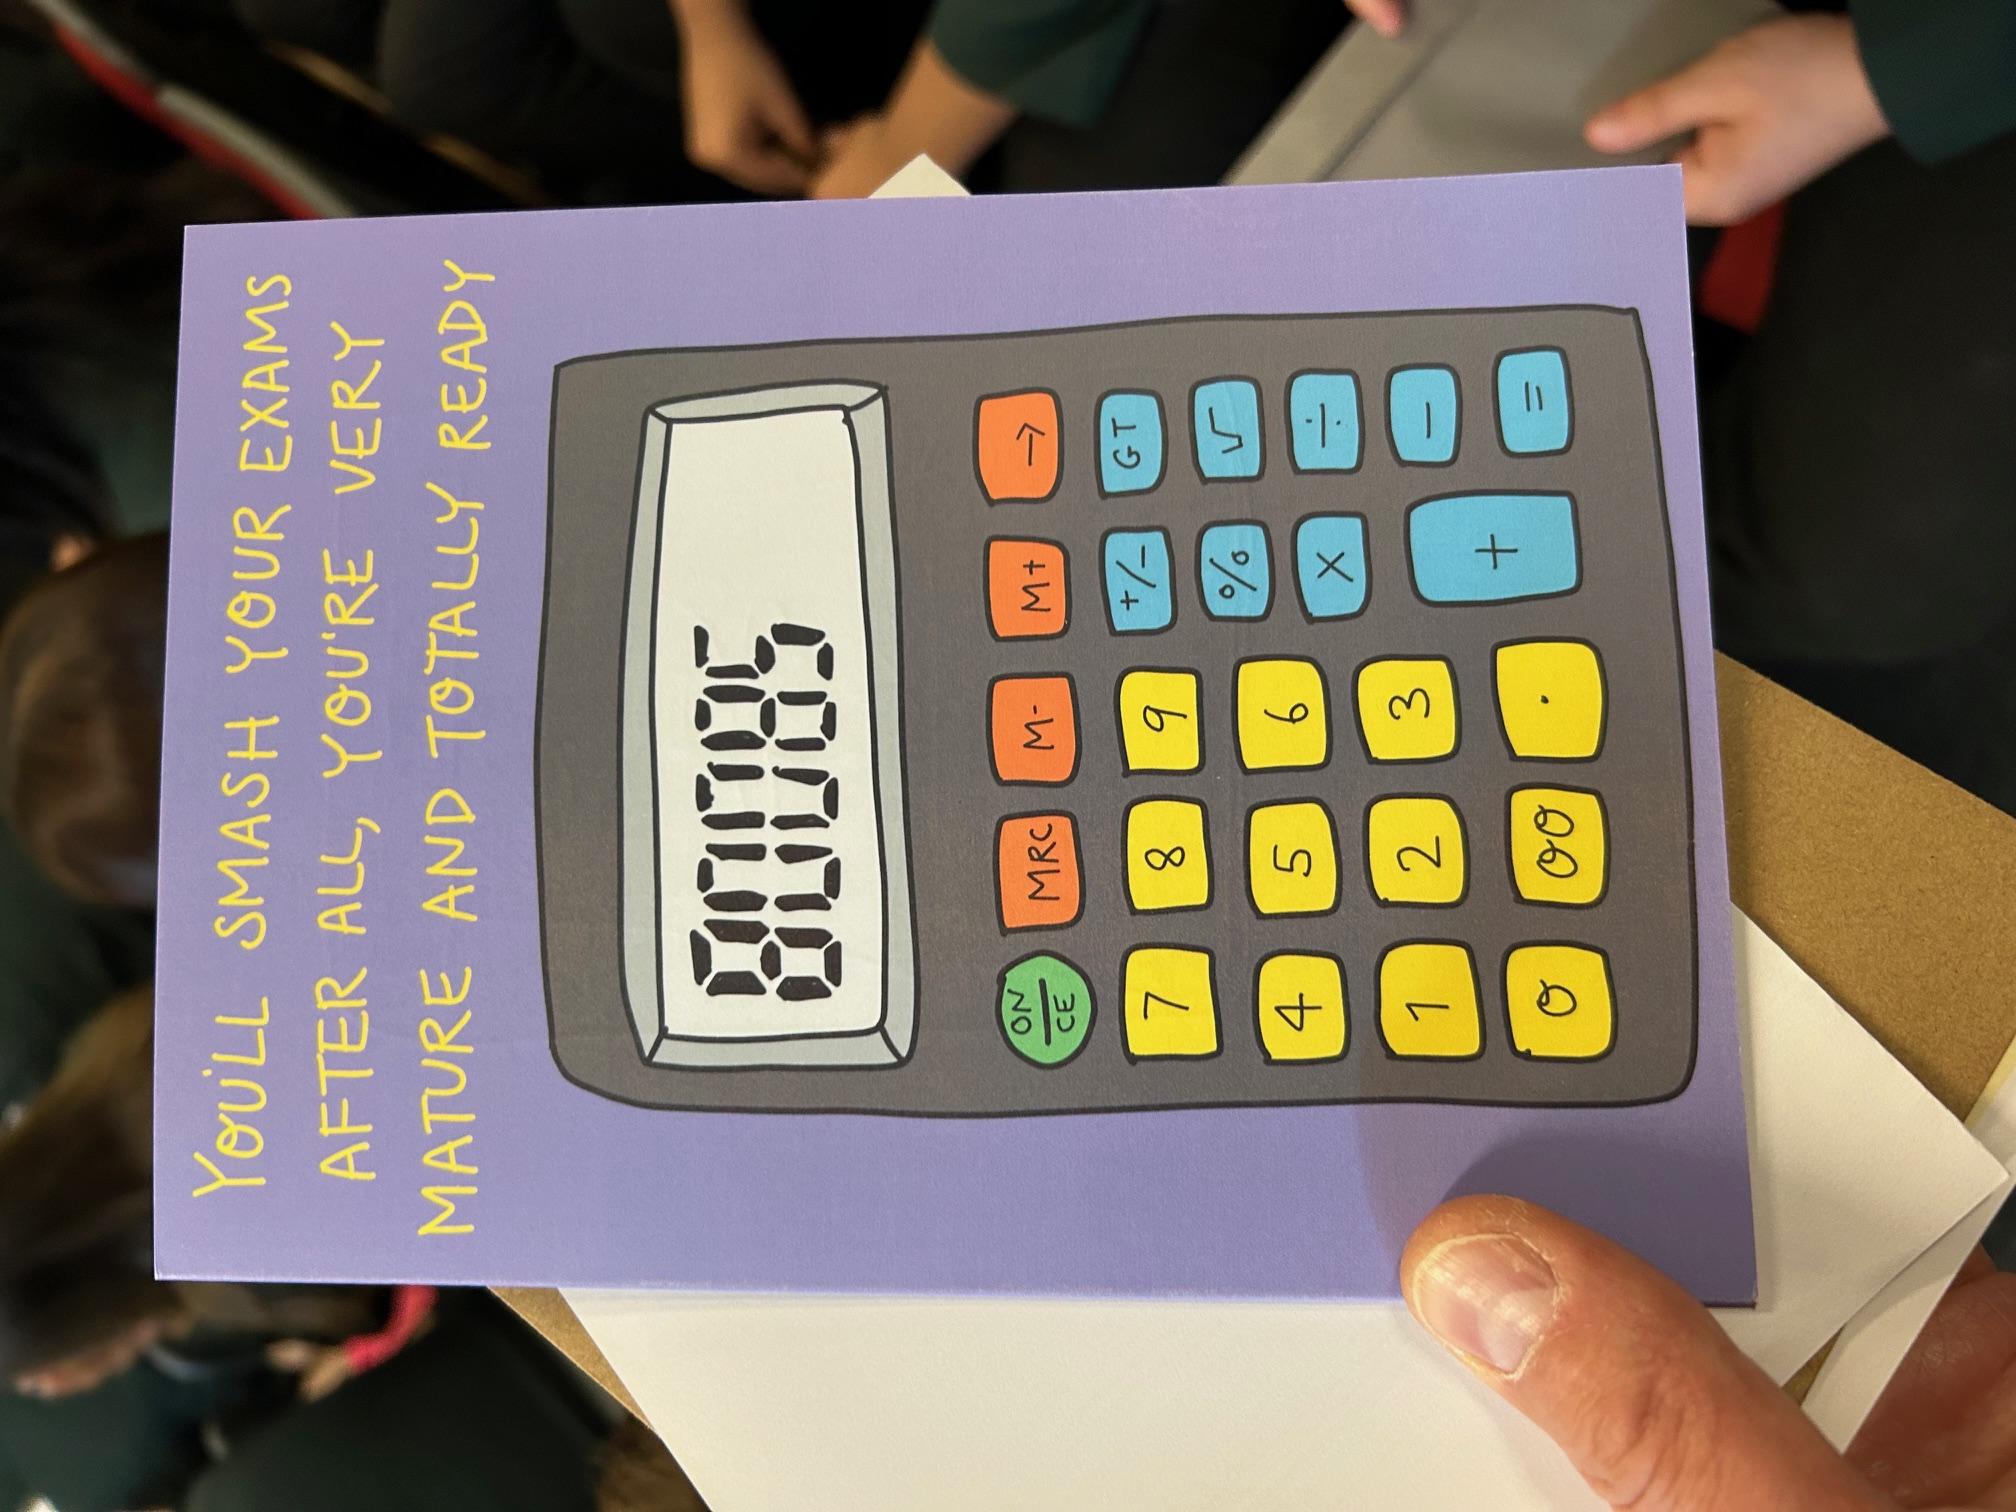 YOU'LL SMASH YOUR EXAMS
AFTER ALL, YOU'RE VERY
MATURE AND TOTALLY READY
80085
ON/CE MRC M- M+ →
7 8 9 +/- GT
4 5 6 % √
1 2 3 X ÷
-
0 00 . + =